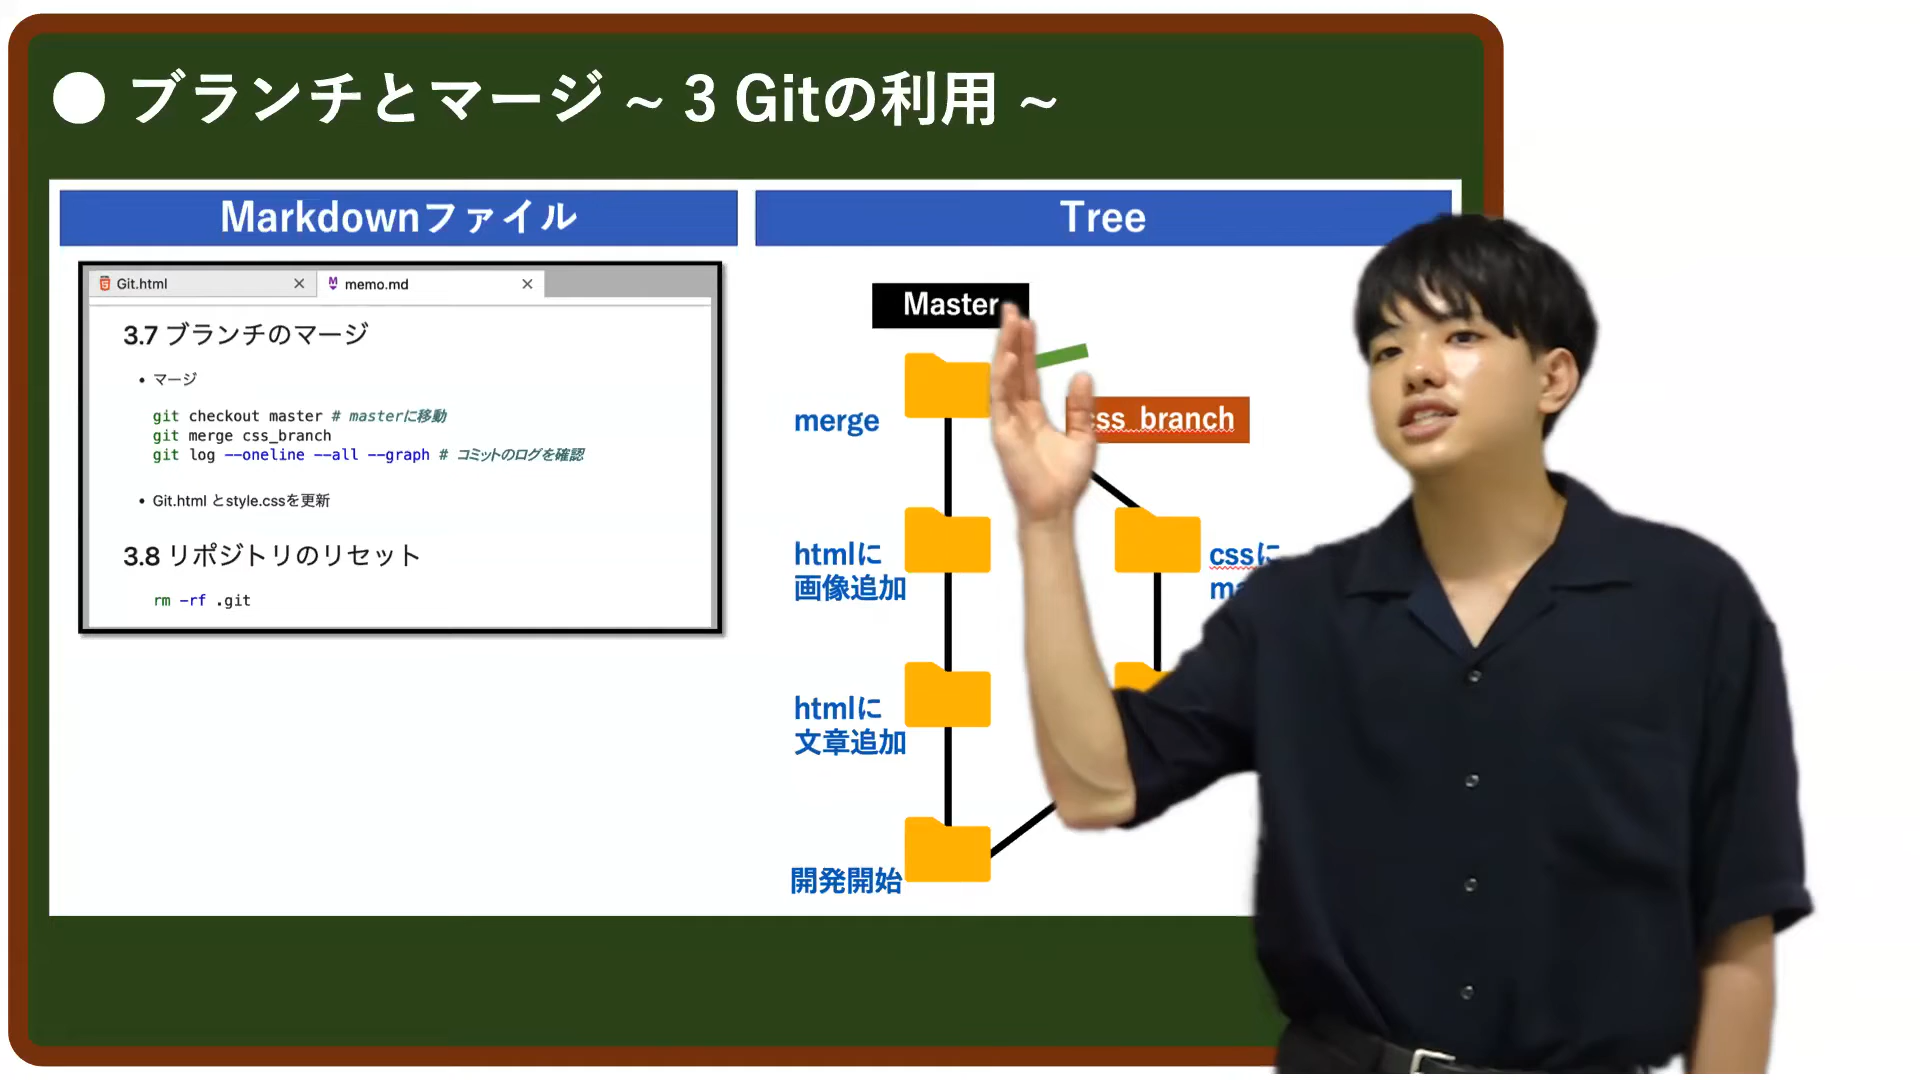 ● ブランチとマージ ~ 3 Gitの利用 ~
Markdownファイル
Git.html
memo.md
3.7 ブランチのマージ
• マージ
git checkout master # masterに移動
git merge css_branch
git log --oneline --all --graph # コミットのログを確認
• Git.html とstyle.cssを更新
3.8 リポジトリのリセット
rm -rf .git
Tree
Master
merge
css_branch
htmlに
画像追加
cssに
htmlに
文章追加
開発開始